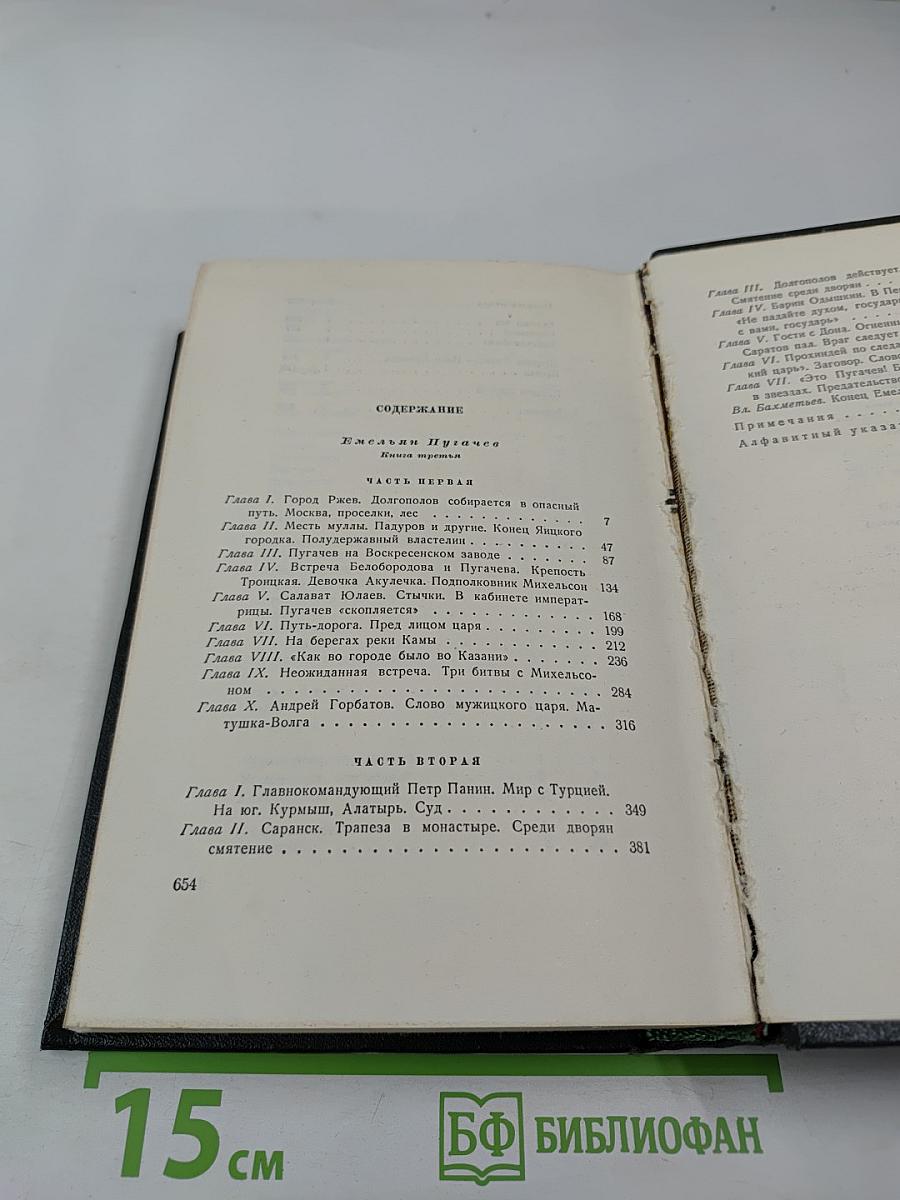 СОДЕРЖАНИЕ
Емельян Пугачев
Книга третья
ЧАСТЬ ПЕРВАЯ
Глава I. Город Ржев. Долгополов собирается в опасный
путь. Москва, проселки, лес . . . . . . . . . . . . . 7
Глава II. Месть муллы. Падуров и другие. Конец Яицкого
городка. Полудержавный властелин . . . . . . . . . . 47
Глава III. Пугачев на Воскресенском заводе . . . . . . . 87
Глава IV. Встреча Белобородова и Пугачева. Крепость
Троицкая. Девочка Акулечка. Подполковник Михельсон 134
Глава V. Салават Юлаев. Стычки. В кабинете императ-
рицы. Пугачев «скопляется» . . . . . . . . . . . . . 168
Глава VI. Путь-дорога. Пред лицом царя . . . . . . . . . 199
Глава VII. На берегах реки Камы . . . . . . . . . . . . 212
Глава VIII. «Как во городе было во Казани» . . . . . . . 236
Глава IX. Неожиданная встреча. Три битвы с Михельсо-
ном . . . . . . . . . . . . . . . . . . . . . . . . 284
Глава X. Андрей Горбатов. Слово мужицкого царя. Ма-
тушка-Волга . . . . . . . . . . . . . . . . . . . . 316
ЧАСТЬ ВТОРАЯ
Глава I. Главнокомандующий Петр Панин. Мир с Турцией.
На юг. Курмыш, Алатырь. Суд . . . . . . . . . . . . 349
Глава II. Саранск. Трапеза в монастыре. Среди дворян
смятение . . . . . . . . . . . . . . . . . . . . . . 381
654
Глава III. Долгополов действует.
Смятение среди дворян . . . .
Глава IV. Барин Одышкин. В
«Не падайте духом,
с вами, государь» . . . . .
Глава V. Гости с Дона.
Саратов пал. Враг следует
Глава VI. Прохиндей по
кий царь». Заговор.
Глава VII. «Это Пугачев!
в звездах. Предательство
Вл. Бахметьев. Конец
Примечания . . . . .
Алфавитный
15 см
БФ БИБЛИОФАН